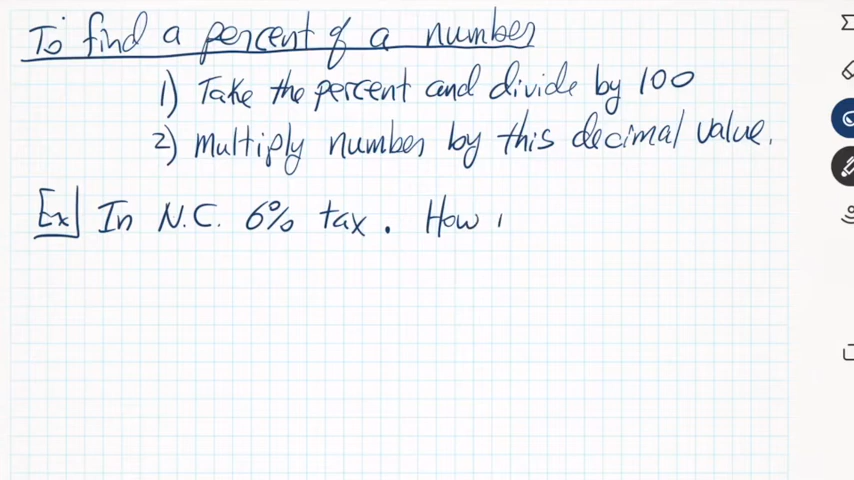 To find a percent of a number
1) Take the percent and divide by 100
2) multiply number by this decimal value.
Ex In N.C. 6% tax. How